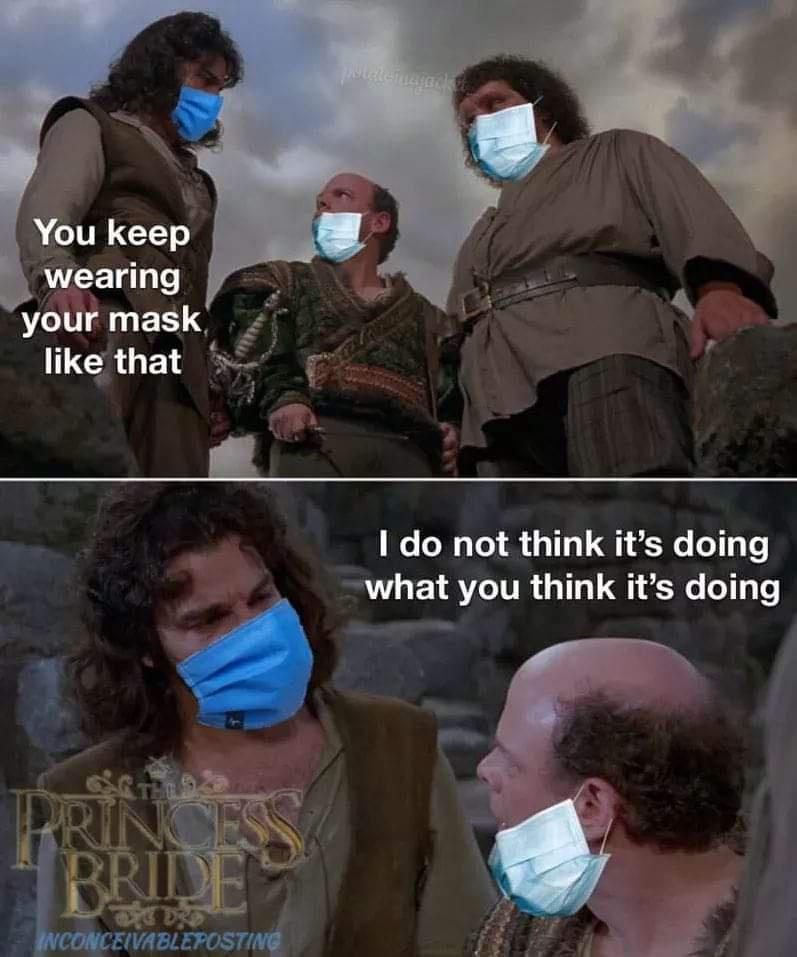 potatoinajacket
You keep
wearing
your mask
like that
I do not think it's doing
what you think it's doing
THE
PRINCESS
BRIDE
INCONCEIVABLEPOSTING